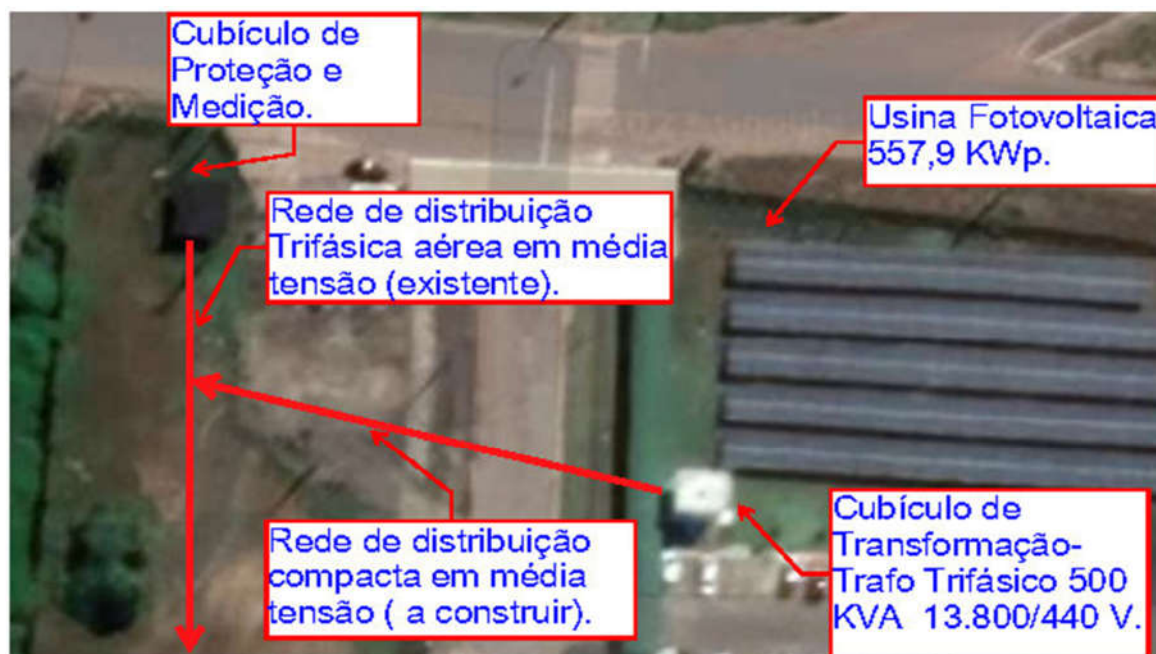 Cubículo de
Proteção e
Medição.
Usina Fotovoltaica
557,9 KWp.
Rede de distribuição
Trifásica aérea em média
tensão (existente).
Rede de distribuição
compacta em média
tensão ( a construir).
Cubículo de
Transformação-
Trafo Trifásico 500
KVA 13.800/440 V.